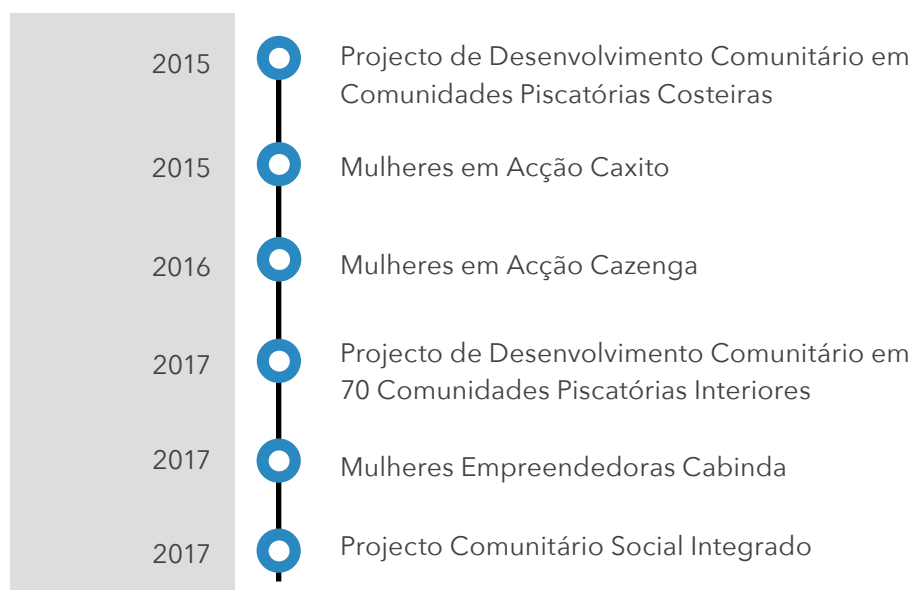 2015
Projecto de Desenvolvimento Comunitário em
Comunidades Piscatórias Costeiras
2015
Mulheres em Acção Caxito
2016
Mulheres em Acção Cazenga
2017
Projecto de Desenvolvimento Comunitário em
70 Comunidades Piscatórias Interiores
2017
Mulheres Empreendedoras Cabinda
2017
Projecto Comunitário Social Integrado